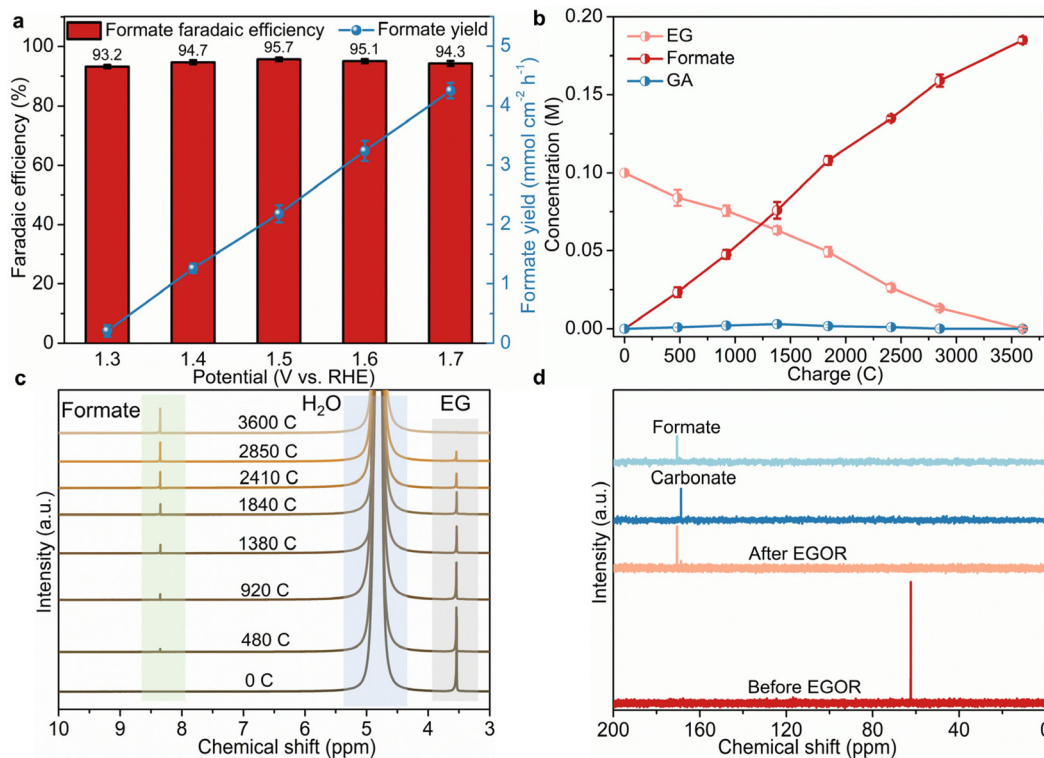 a
Formate faradaic efficiency
Formate yield
93.2
94.7
95.7
95.1
94.3
Faradaic efficiency (%)
100
80
60
40
20
0
Formate yield (mmol cm⁻² h⁻¹)
5
4
3
2
1
0
1.3 1.4 1.5 1.6 1.7
Potential (V vs. RHE)
b
EG
Formate
GA
Concentration (M)
0.20
0.15
0.10
0.05
0.00
0 500 1000 1500 2000 2500 3000 3500
Charge (C)
c
Formate
H₂O
EG
3600 C
2850 C
2410 C
1840 C
1380 C
920 C
480 C
0 C
Intensity (a.u.)
10 9 8 7 6 5 4 3
Chemical shift (ppm)
d
Formate
Carbonate
After EGOR
Before EGOR
Intensity (a.u.)
200 160 120 80 40 0
Chemical shift (ppm)